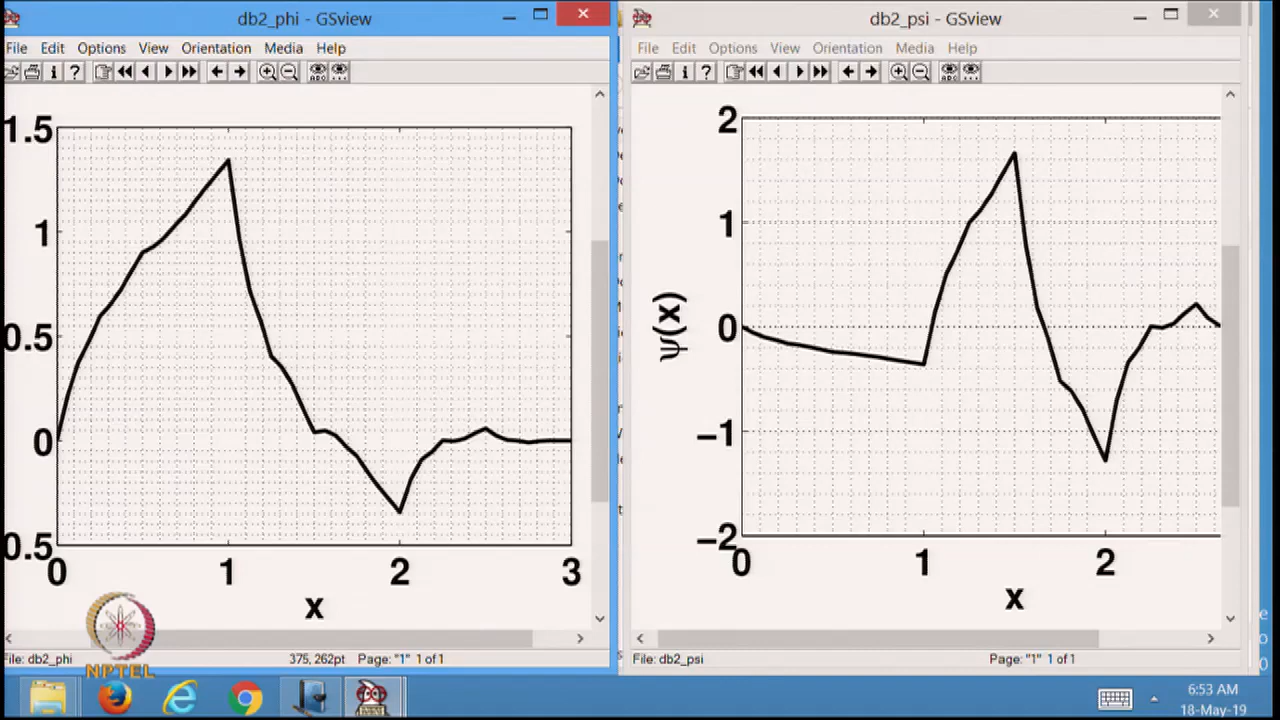 db2_phi - GSview
File Edit Options View Orientation Media Help
1.5
1
0.5
0
0.5
0 1 2 3
x
File: db2_phi 375, 262pt Page: "1" 1 of 1
db2_psi - GSview
File Edit Options View Orientation Media Help
2
1
0
−1
−2
ψ(x)
0 1 2
x
File: db2_psi Page: "1" 1 of 1
NPTEL
6:53 AM
18-May-19